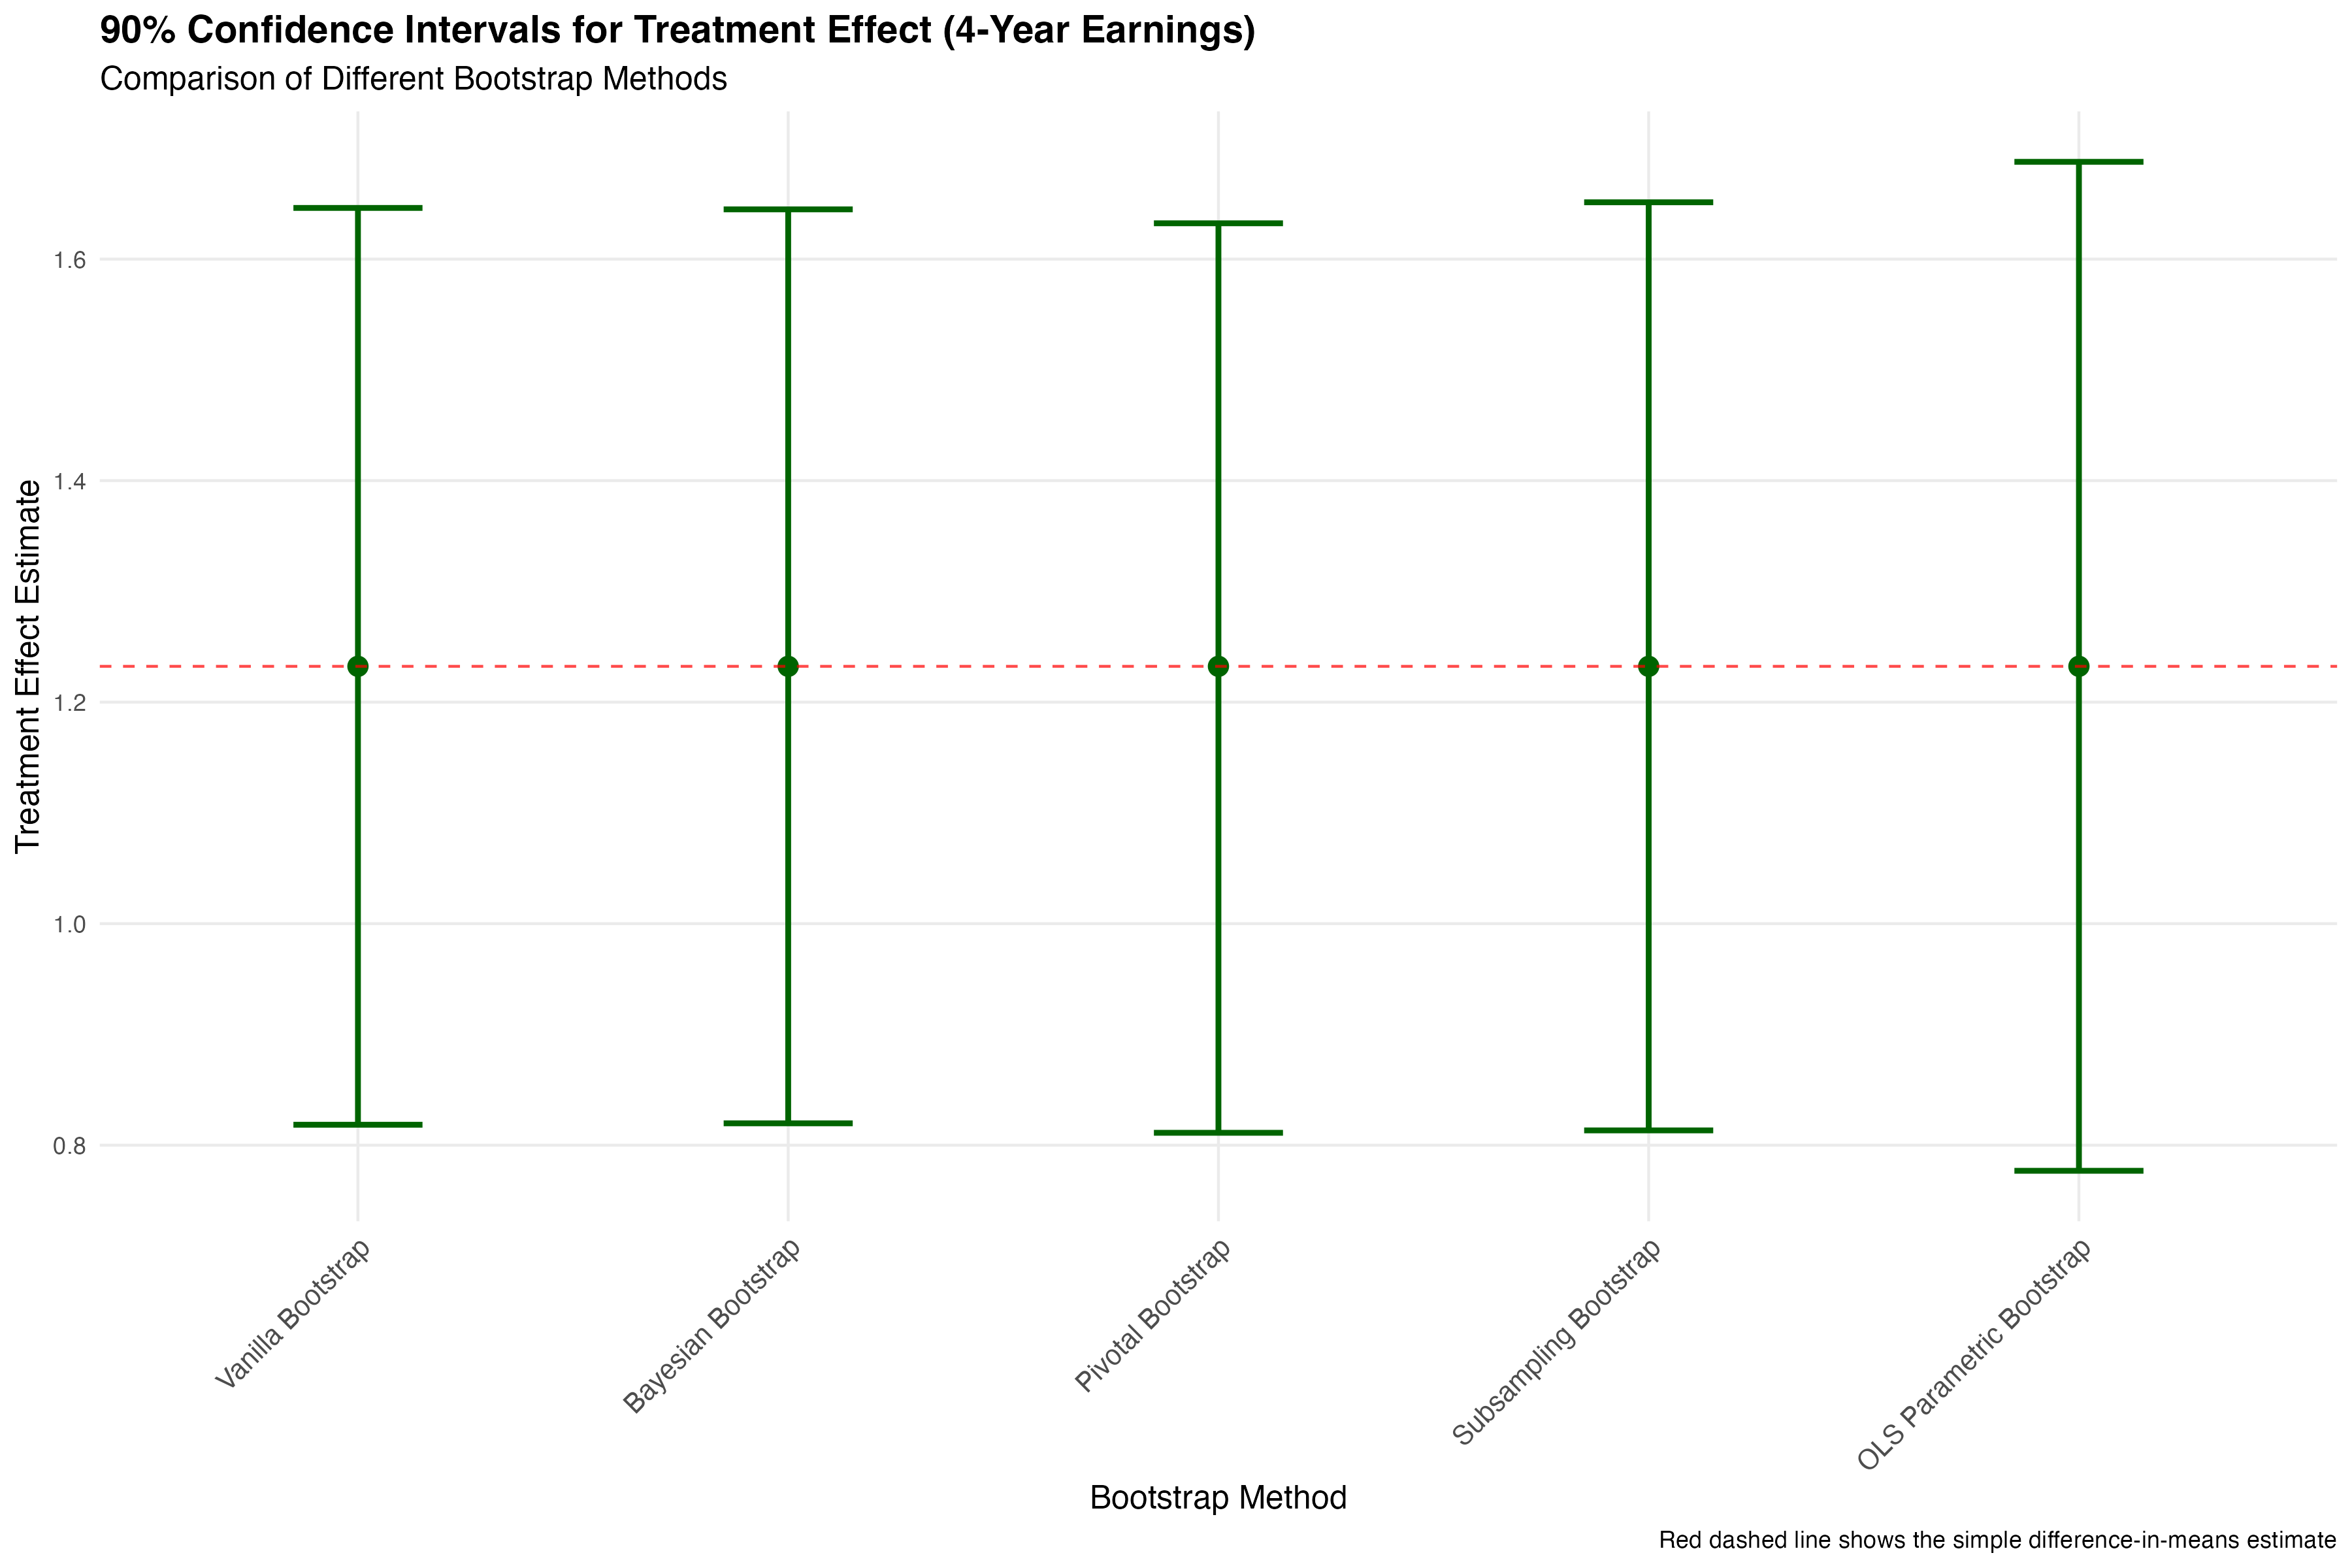 90% Confidence Intervals for Treatment Effect (4-Year Earnings)
Comparison of Different Bootstrap Methods
Treatment Effect Estimate
1.6
1.4
1.2
1.0
0.8
Vanilla Bootstrap
Bayesian Bootstrap
Pivotal Bootstrap
Subsampling Bootstrap
OLS Parametric Bootstrap
Bootstrap Method
Red dashed line shows the simple difference-in-means estimate